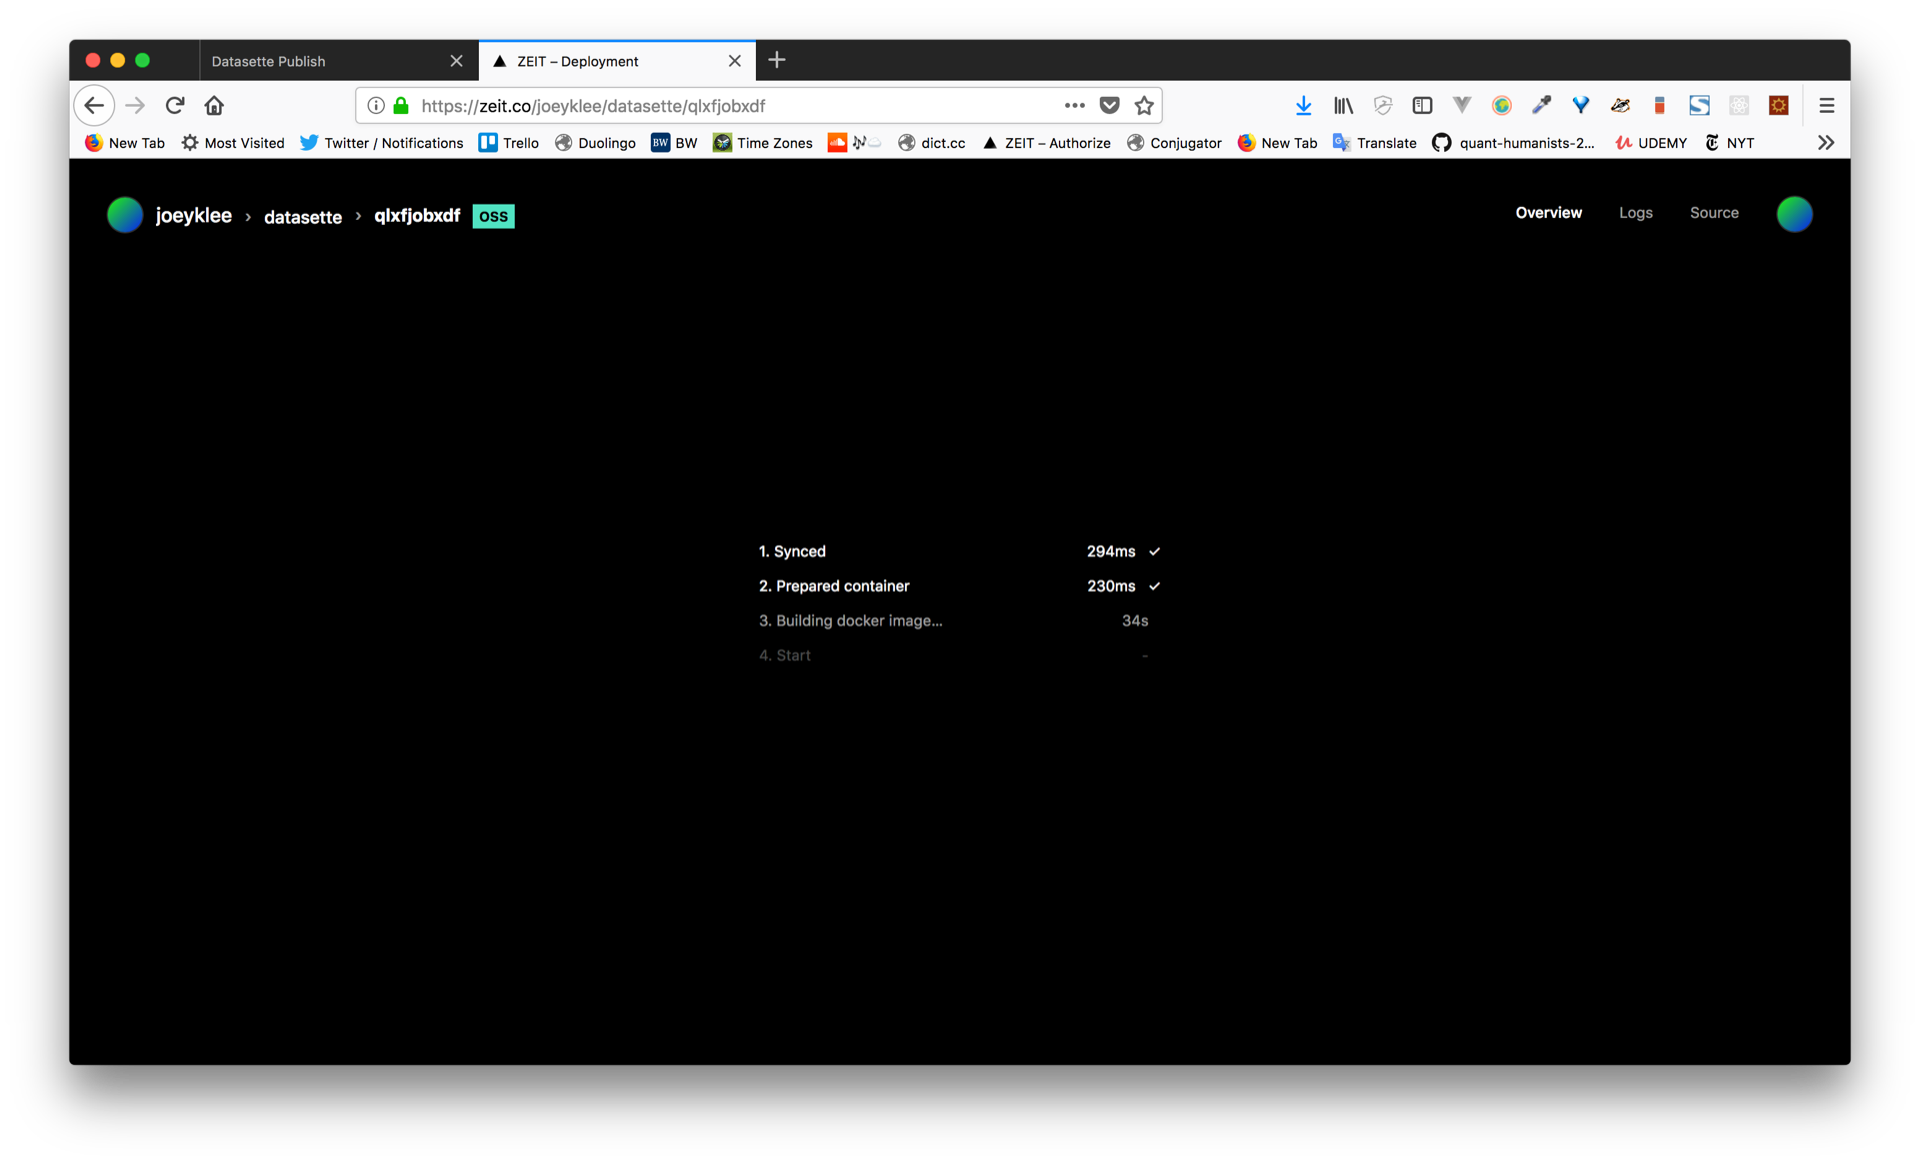 Datasette Publish
ZEIT – Deployment
https://zeit.co/joeyklee/datasette/qlxfjobxdf
New Tab Most Visited Twitter / Notifications Trello Duolingo BW BW Time Zones dict.cc ZEIT – Authorize Conjugator New Tab Translate quant-humanists-2... UDEMY NYT
joeyklee › datasette › qlxfjobxdf OSS
Overview Logs Source
1. Synced 294ms
2. Prepared container 230ms
3. Building docker image... 34s
4. Start -